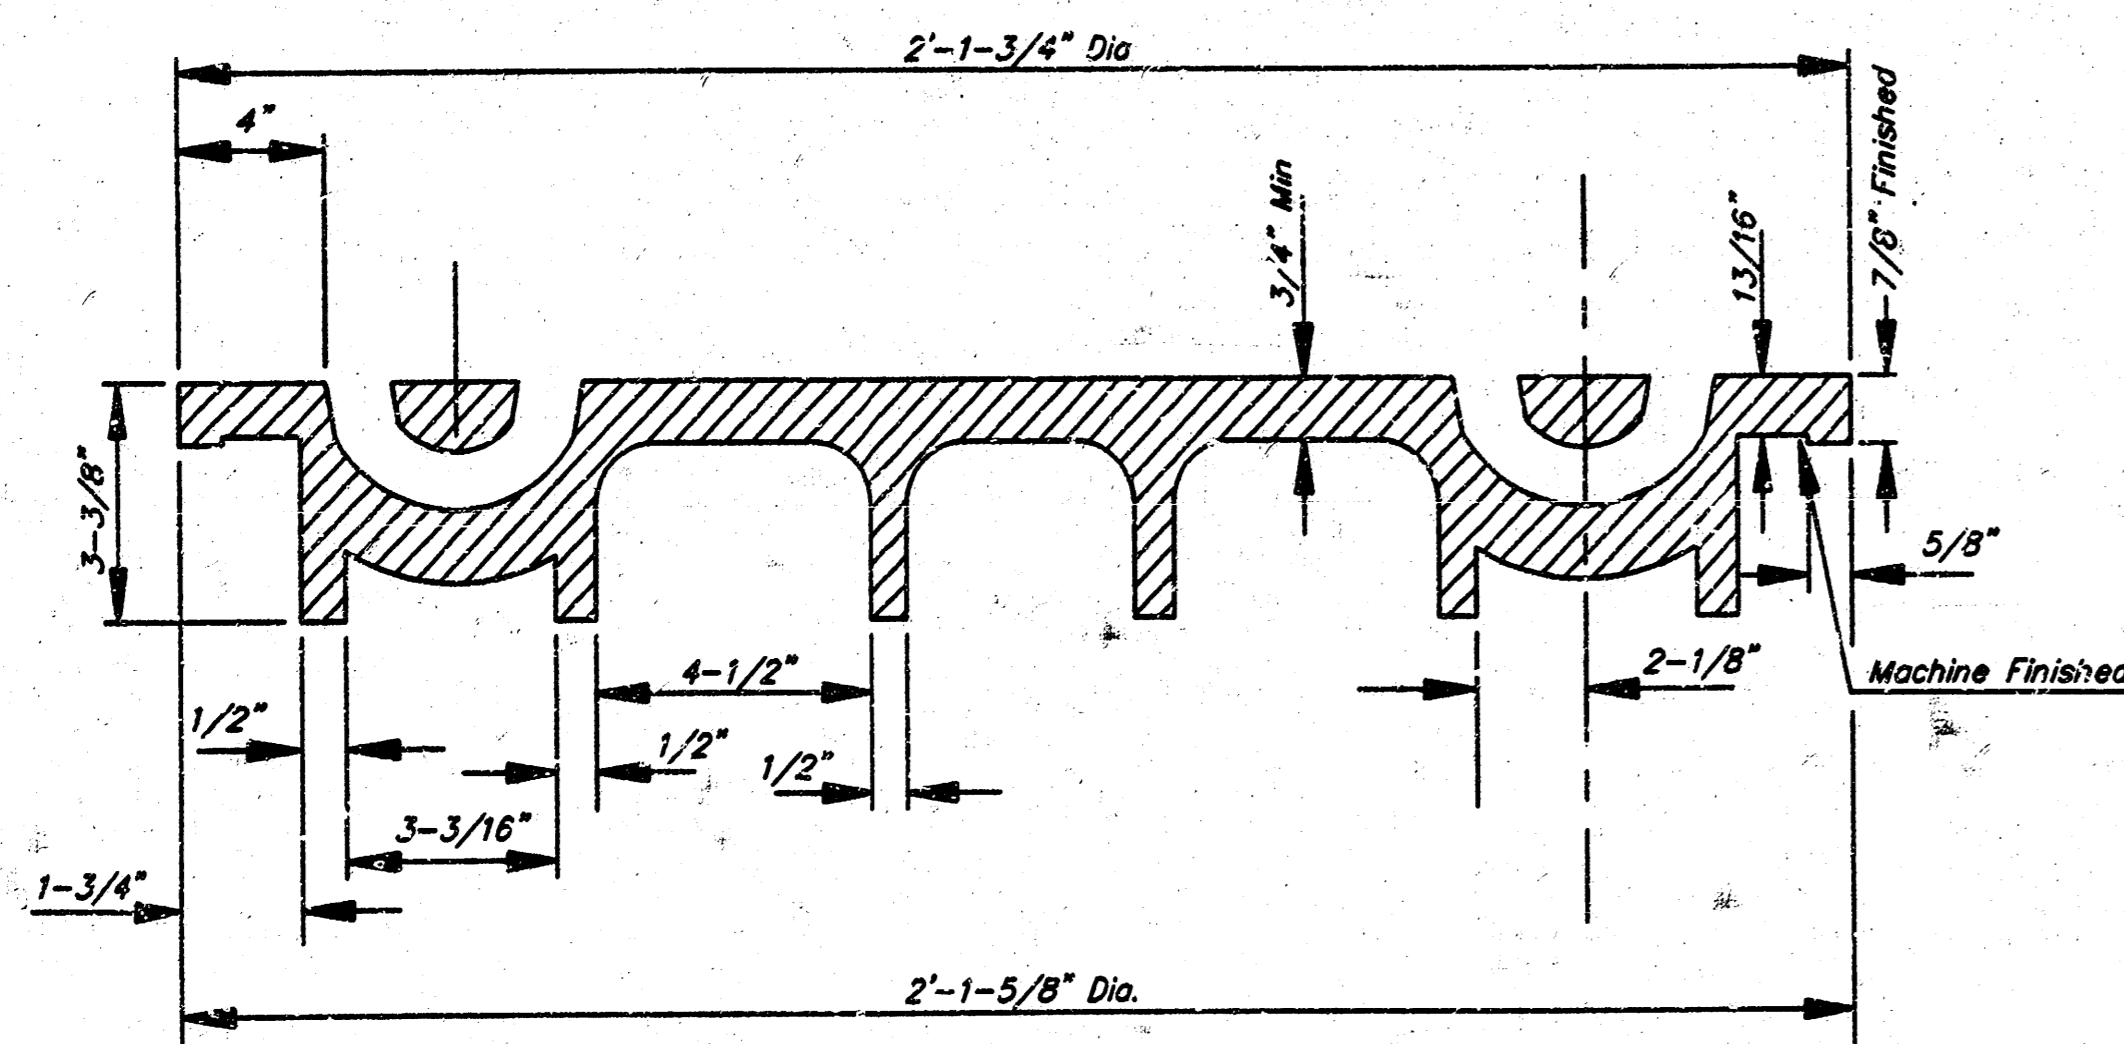 2'-1-3/4" Dia
4"
3/4" Min
13/16"
7/8" Finished
3-3/8"
5/8"
4-1/2"
2-1/8"
Machine Finished
1/2"
1/2"
1/2"
3-3/16"
1-3/4"
2'-1-5/8" Dia.